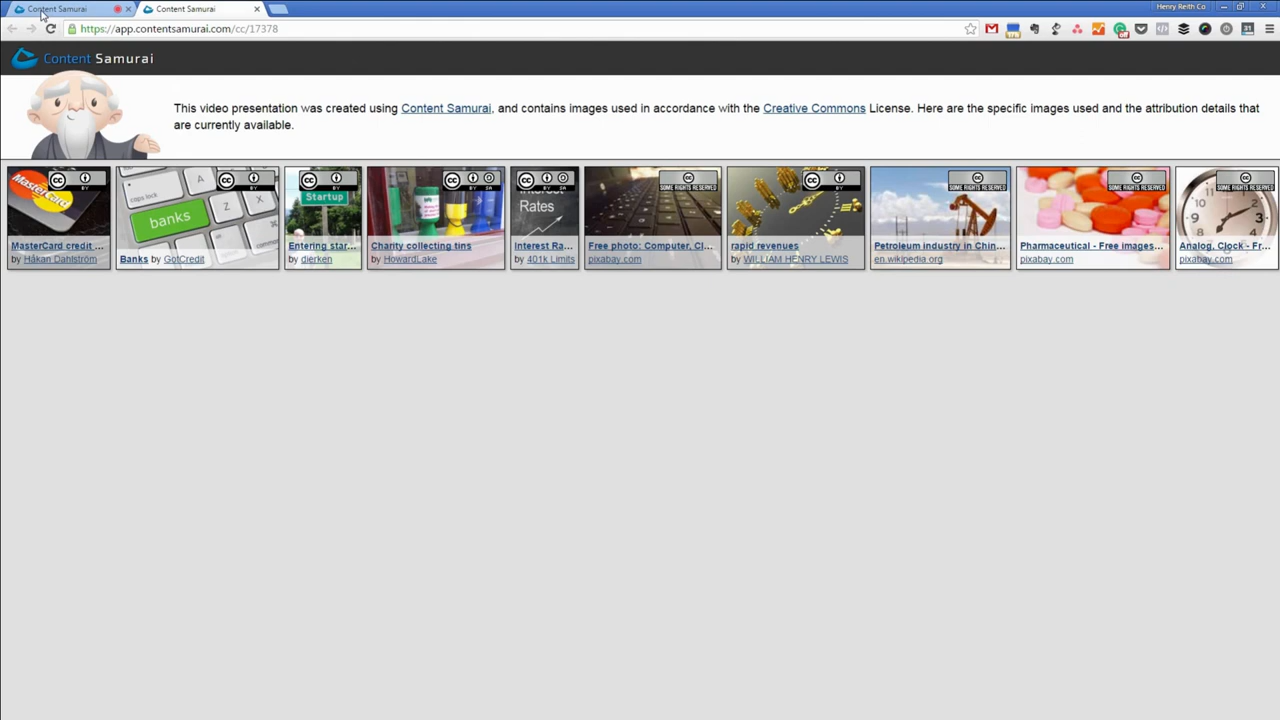 Content Samurai
Content Samurai
Henry Reith Co
https://app.contentsamurai.com/cc/17378
Content Samurai
This video presentation was created using Content Samurai, and contains images used in accordance with the Creative Commons License. Here are the specific images used and the attribution details that
are currently available.
MasterCard
MasterCard credit ...
by Håkan Dahlström
caps lock
A
banks
Z
X
Banks by GotCredit
Startup
Entering star...
by dierken
Charity collecting tins
by HowardLake
Interest
Rates
Interest Ra...
by 401k Limits
SOME RIGHTS RESERVED
Free photo: Computer, Cl...
pixabay.com
rapid revenues
by WILLIAM HENRY LEWIS
SOME RIGHTS RESERVED
Petroleum industry in Chin...
en.wikipedia.org
SOME RIGHTS RESERVED
Pharmaceutical - Free images...
pixabay.com
SOME RIGHTS RESERVED
Analog, Clock - Fr...
pixabay.com